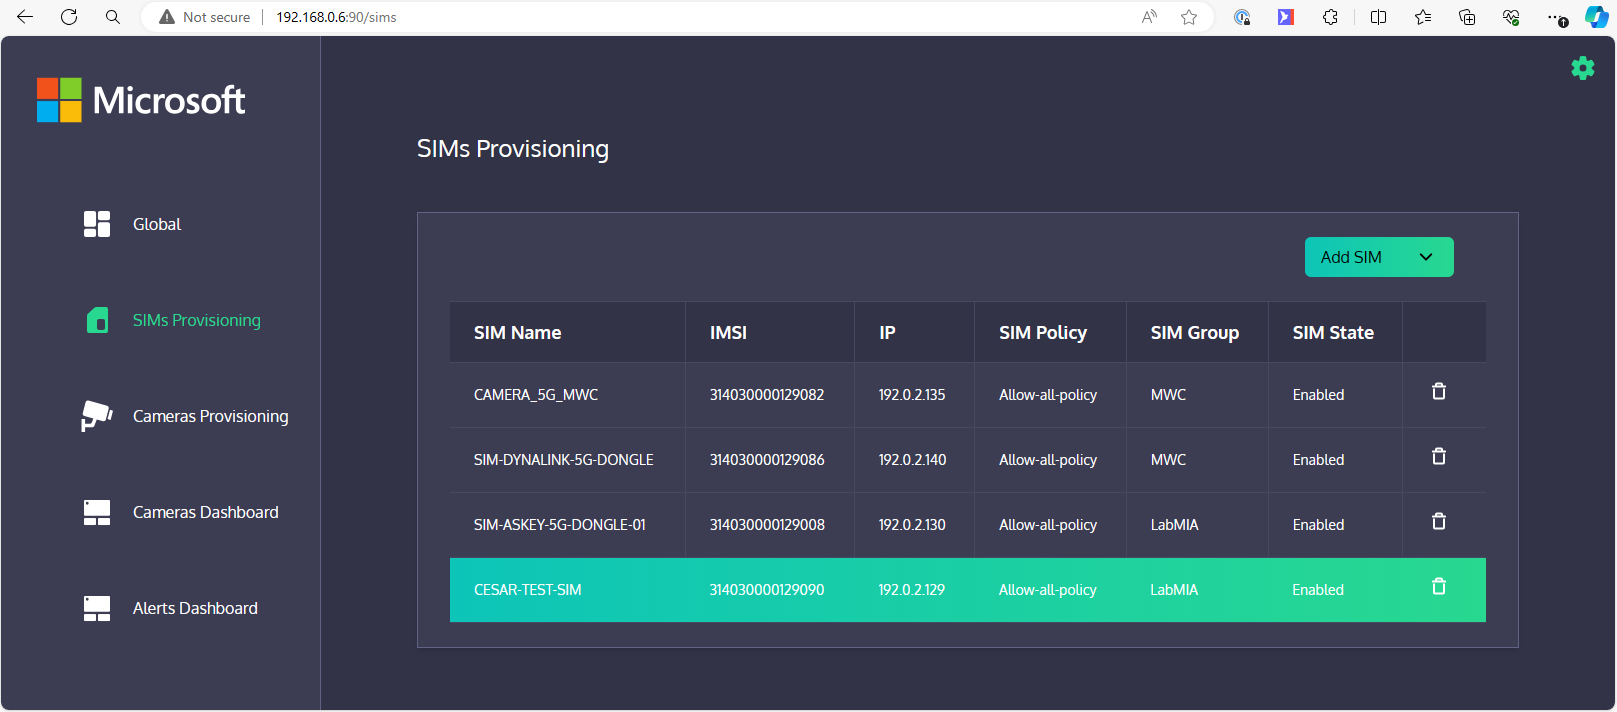 Not secure 192.168.0.6:90/sims
Microsoft
SIMs Provisioning
Global
SIMs Provisioning
Cameras Provisioning
Cameras Dashboard
Alerts Dashboard
Add SIM
SIM Name IMSI IP SIM Policy SIM Group SIM State
CAMERA_5G_MWC 314030000129082 192.0.2.135 Allow-all-policy MWC Enabled
SIM-DYNALINK-5G-DONGLE 314030000129086 192.0.2.140 Allow-all-policy MWC Enabled
SIM-ASKEY-5G-DONGLE-01 314030000129008 192.0.2.130 Allow-all-policy LabMIA Enabled
CESAR-TEST-SIM 314030000129090 192.0.2.129 Allow-all-policy LabMIA Enabled